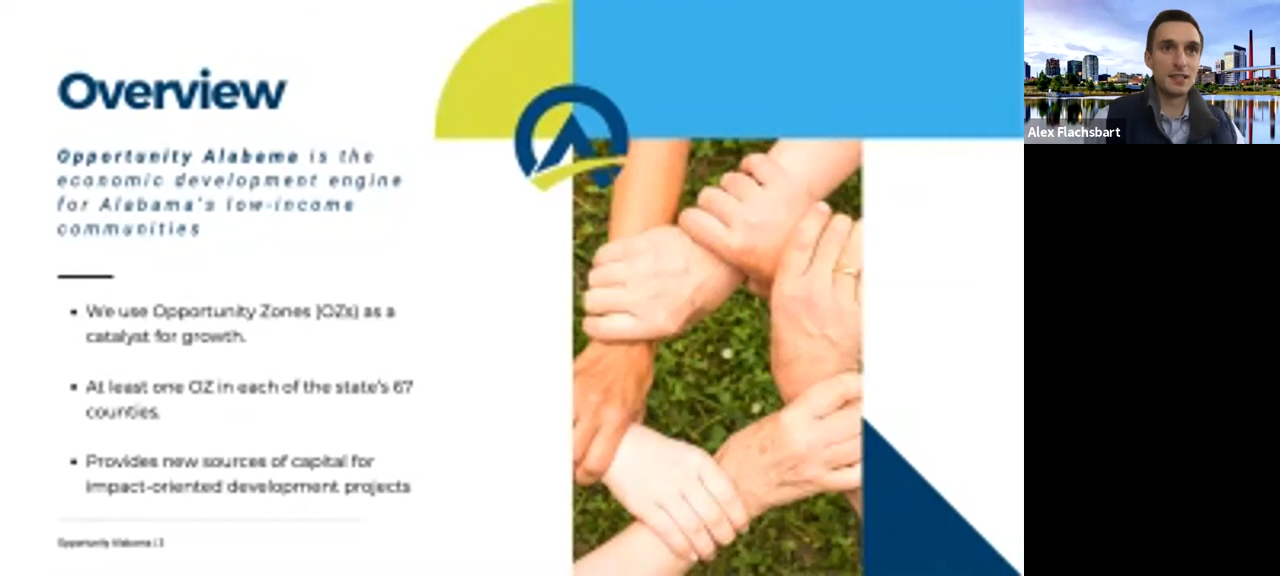 Overview
Opportunity Alabama is the
economic development engine
for Alabama's low-income
communities
We use Opportunity Zones (OZs) as a
catalyst for growth.
At least one OZ in each of the state's 67
counties.
Provides new sources of capital for
impact-oriented development projects
Opportunity Alabama |
Alex Flachsbart